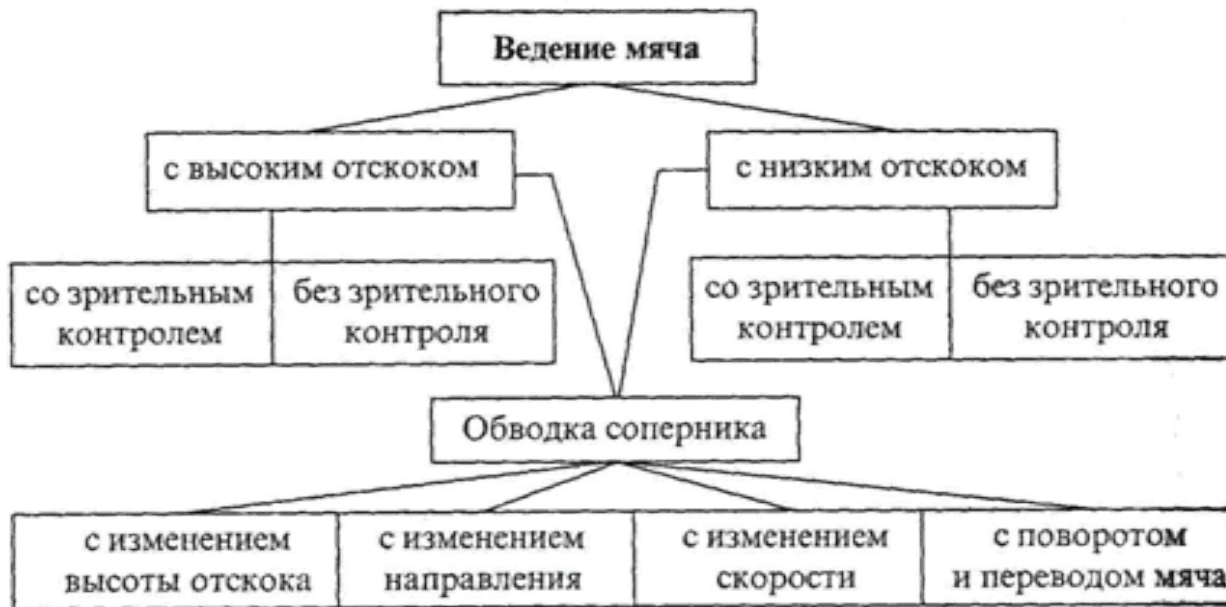 Ведение мяча
с высоким отскоком
с низким отскоком
со зрительным
контролем
без зрительного
контроля
со зрительным
контролем
без зрительного
контроля
Обводка соперника
с изменением
высоты отскока
с изменением
направления
с изменением
скорости
с поворотом
и переводом мяча